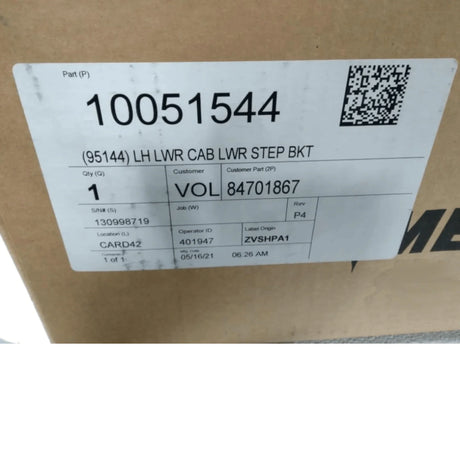 Part (P)
10051544
(95144) LH LWR CAB LWR STEP BKT
Qty (Q) Customer Customer Part (2P)
1 VOL 84701867
S/N# (S) Job (W) Rev
130998719 P4
Location (L) Operator ID Label Origin
CARD42 401947 ZVSHPA1
1 of 1 05/16/21 06:26 AM
ME